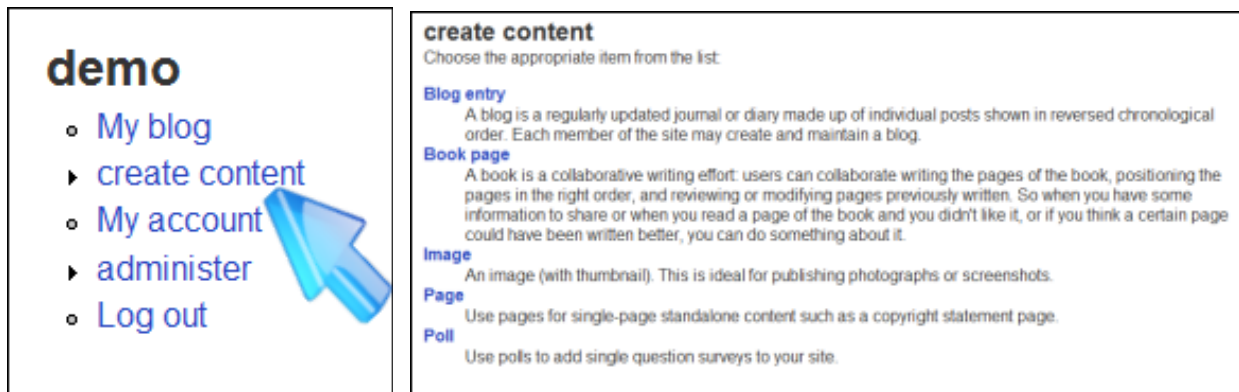 demo
My blog
create content
My account
administer
Log out
create content
Choose the appropriate item from the list:
Blog entry
A blog is a regularly updated journal or diary made up of individual posts shown in reversed chronological
order. Each member of the site may create and maintain a blog.
Book page
A book is a collaborative writing effort: users can collaborate writing the pages of the book, positioning the
pages in the right order, and reviewing or modifying pages previously written. So when you have some
information to share or when you read a page of the book and you didn't like it, or if you think a certain page
could have been written better, you can do something about it.
Image
An image (with thumbnail). This is ideal for publishing photographs or screenshots.
Page
Use pages for single-page standalone content such as a copyright statement page.
Poll
Use polls to add single question surveys to your site.